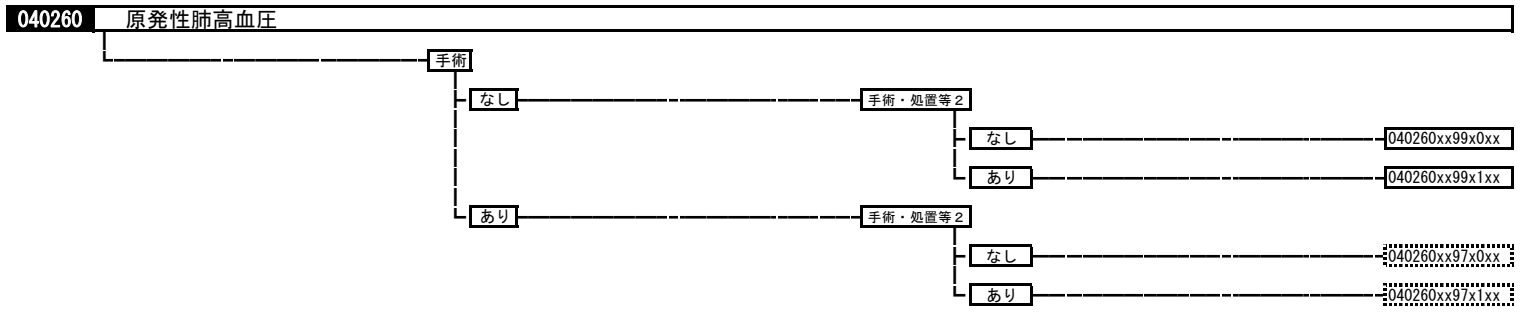 040260 原発性肺高血圧
手術
なし 手術・処置等2
なし 040260xx99x0xx
あり 040260xx99x1xx
あり 手術・処置等2
なし 040260xx97x0xx
あり 040260xx97x1xx